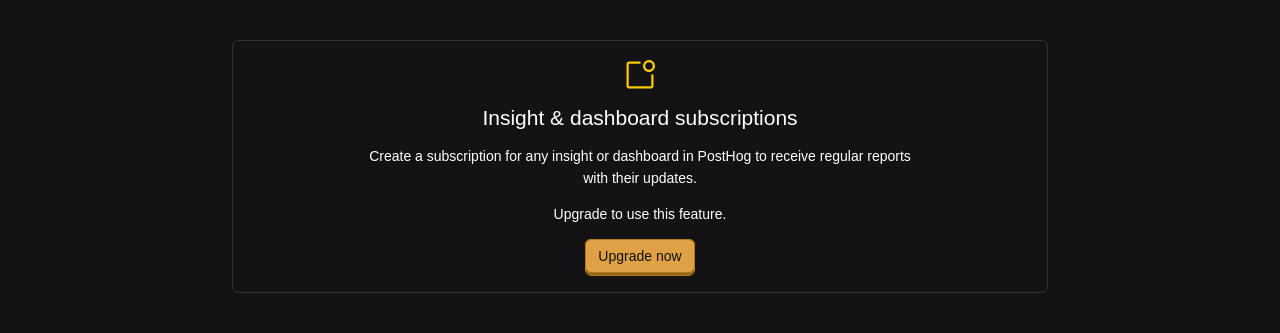 Insight & dashboard subscriptions
Create a subscription for any insight or dashboard in PostHog to receive regular reports
with their updates.
Upgrade to use this feature.
Upgrade now